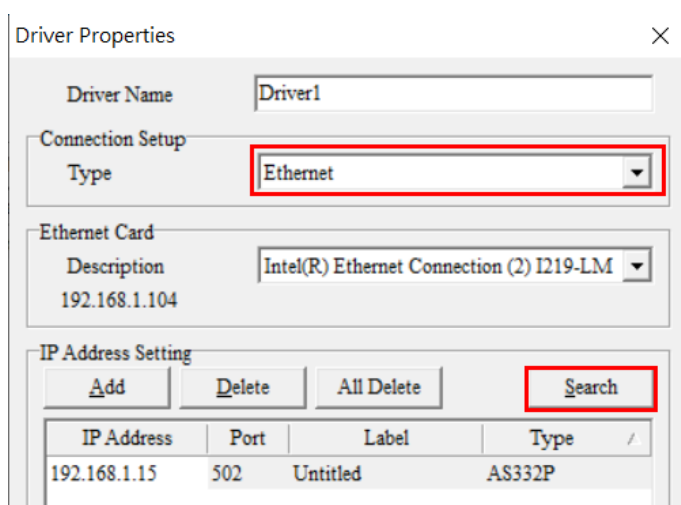 Driver Properties
Driver Name Driver1
Connection Setup
Type Ethernet
Ethernet Card
Description Intel(R) Ethernet Connection (2) I219-LM
192.168.1.104
IP Address Setting
Add Delete All Delete Search
IP Address Port Label Type
192.168.1.15 502 Untitled AS332P